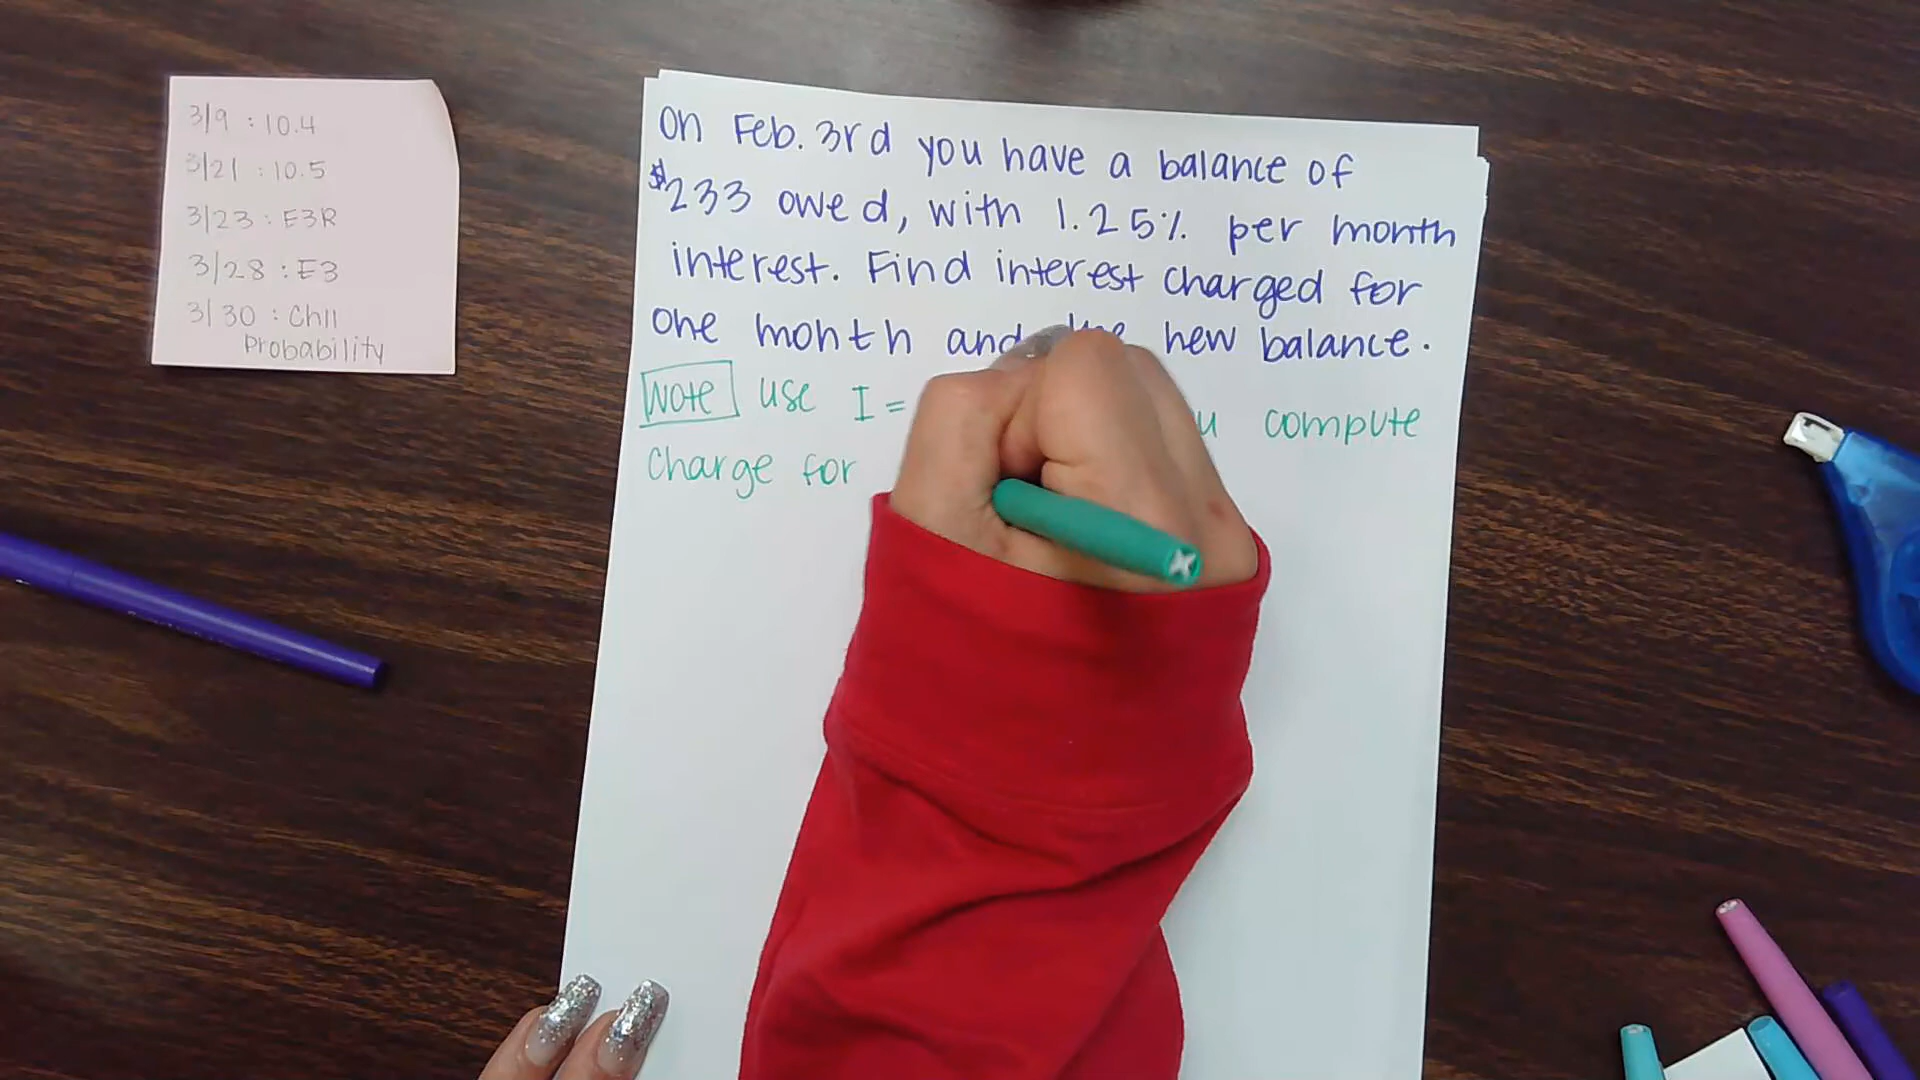 3/9 : 10.4
3/21 : 10.5
3/23 : E3R
3/28 : E3
3/30 : Ch11
Probability
On Feb. 3rd you have a balance of
$233 owed, with 1.25% per month
interest. Find interest charged for
one month and new balance.
Note use I = compute
charge for